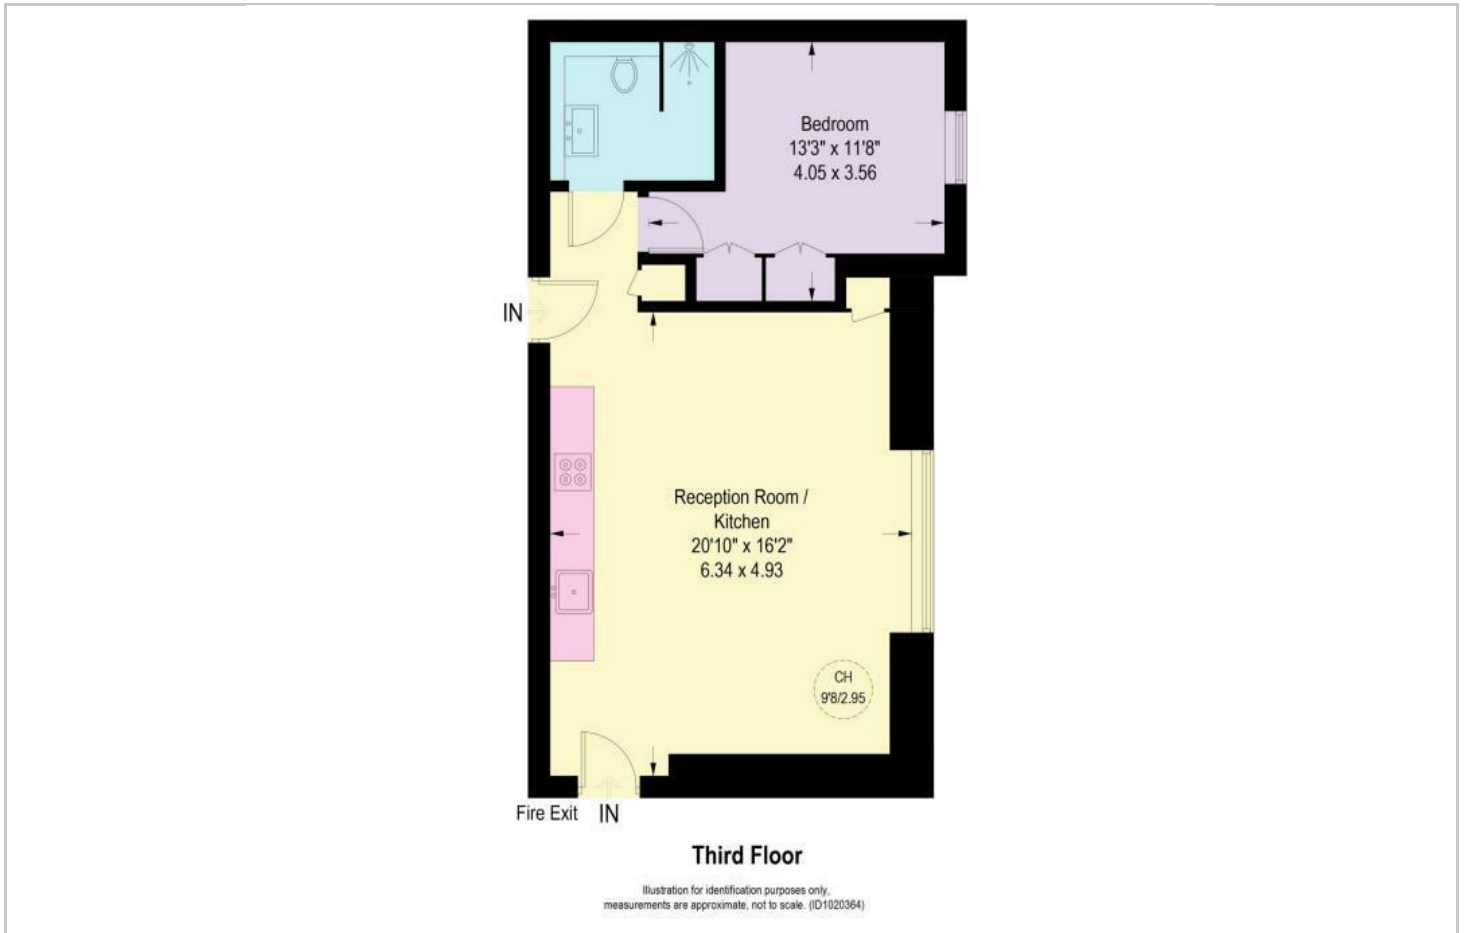 Bedroom
13'3" x 11'8"
4.05 x 3.56
IN
Reception Room /
Kitchen
20'10" x 16'2"
6.34 x 4.93
CH
9'8/2.95
Fire Exit IN
Third Floor
Illustration for identification purposes only,
measurements are approximate, not to scale. (ID1020364)